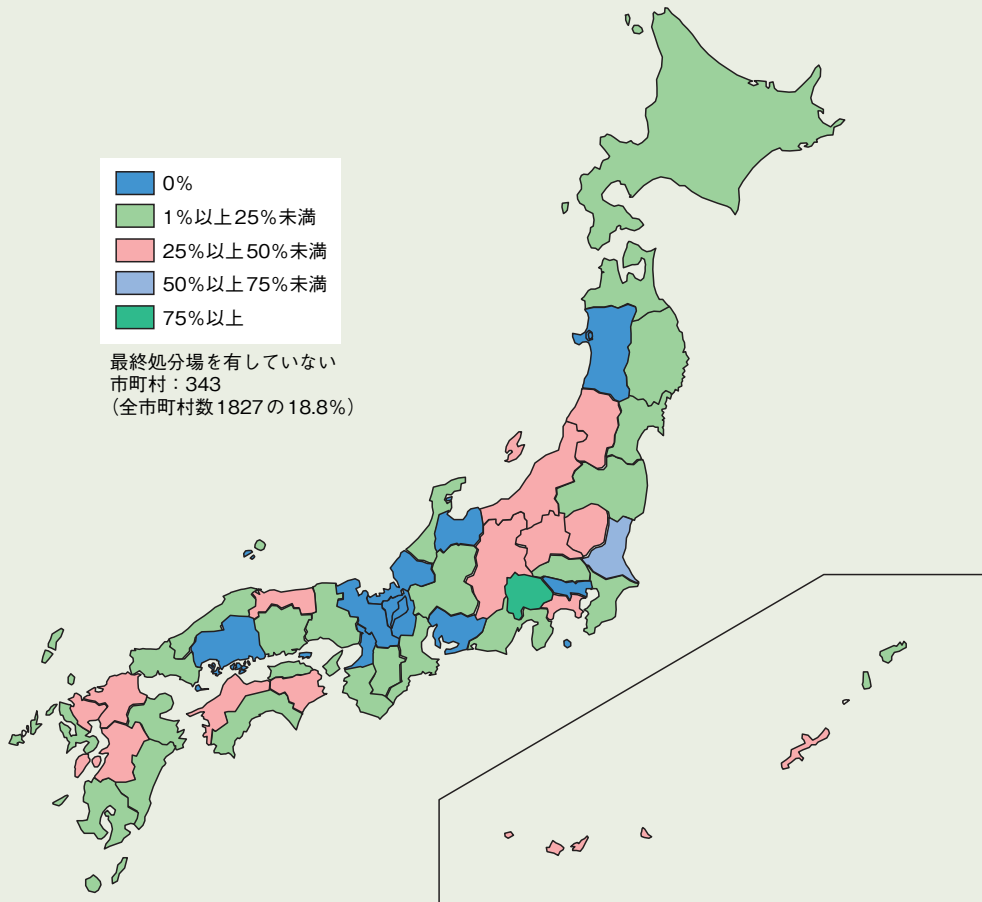 0%
1%以上25%未満
25%以上50%未満
50%以上75%未満
75%以上
最終処分場を有していない
市町村：343
（全市町村数1827の18.8%）